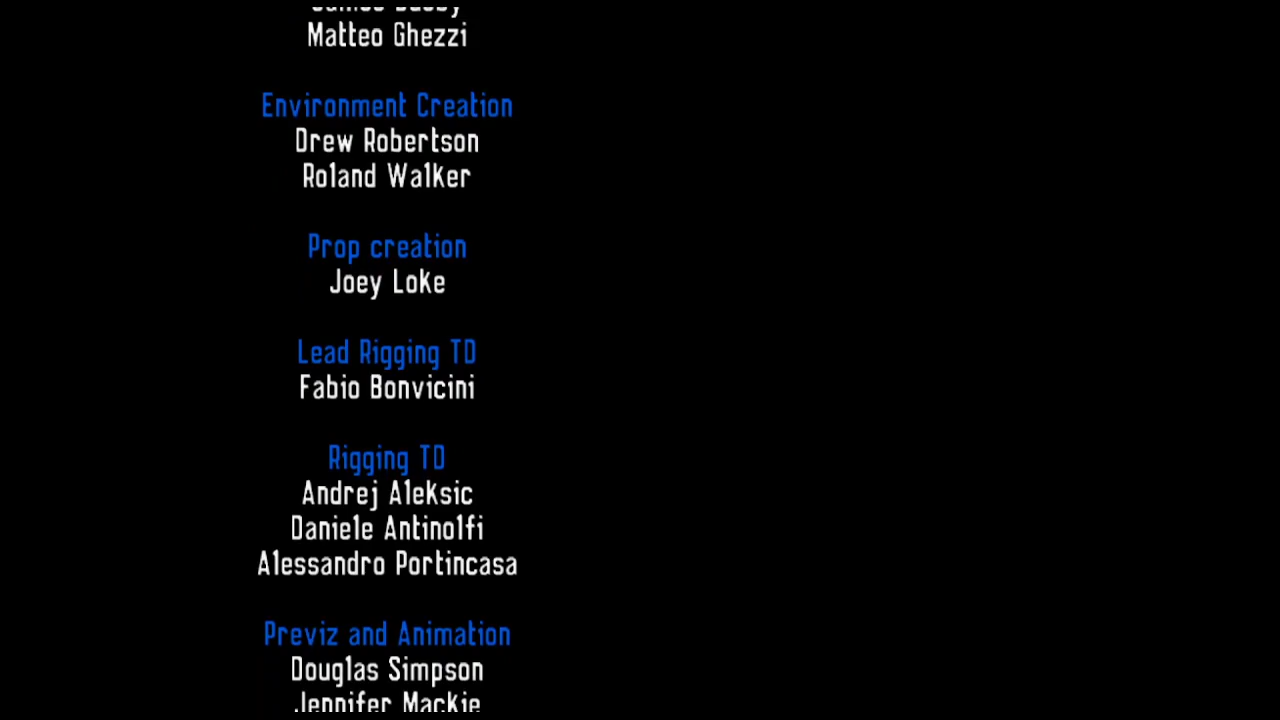 Matteo Ghezzi
Environment Creation
Drew Robertson
Roland Walker
Prop creation
Joey Loke
Lead Rigging TD
Fabio Bonvicini
Rigging TD
Andrej Aleksic
Daniele Antinolfi
Alessandro Portincasa
Previz and Animation
Douglas Simpson
Jennifer Mackie